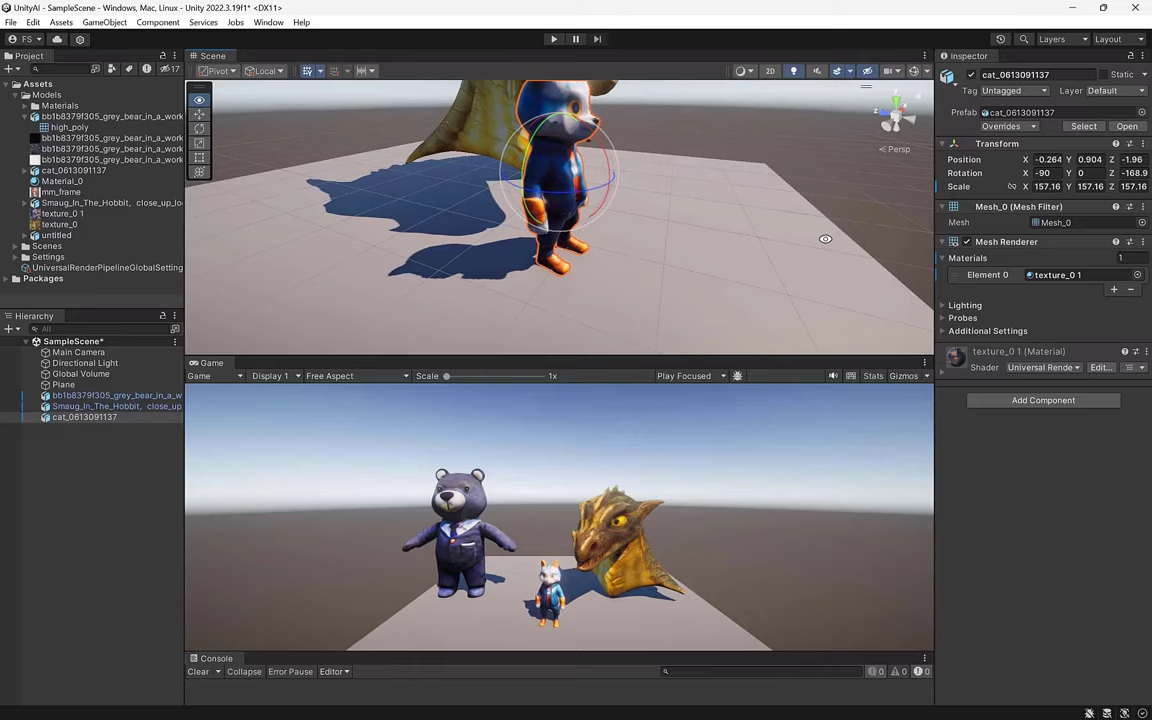 UnityAI - SampleScene - Windows, Mac, Linux - Unity 2022.3.19f1* <DX11>
File Edit Assets GameObject Component Services Jobs Window Help
FS
Layers Layout
Project
17
Assets
Models
Materials
bb1b8379f305_grey_bear_in_a_work
high_poly
bb1b8379f305_grey_bear_in_a_work
bb1b8379f305_grey_bear_in_a_work
bb1b8379f305_grey_bear_in_a_work
cat_0613091137
Material_0
mm_frame
Smaug_In_The_Hobbit, close_up_lo
texture_0 1
texture_0
untitled
Scenes
Settings
UniversalRenderPipelineGlobalSetting
Packages
Hierarchy
All
SampleScene*
Main Camera
Directional Light
Global Volume
Plane
bb1b8379f305_grey_bear_in_a_w
Smaug_In_The_Hobbit, close_up_
cat_0613091137
Scene
Pivot Local
2D
Persp
x
z
Game
Game Display 1 Free Aspect Scale 1x Play Focused Stats Gizmos
Console
Clear Collapse Error Pause Editor
0 0 0
Inspector
cat_0613091137 Static
Tag Untagged Layer Default
Prefab cat_0613091137
Overrides Select Open
Transform
Position X -0.264 Y 0.904 Z -1.96
Rotation X -90 Y 0 Z -168.9
Scale X 157.16 Y 157.16 Z 157.16
Mesh_0 (Mesh Filter)
Mesh Mesh_0
Mesh Renderer
Materials 1
Element 0 texture_0 1
Lighting
Probes
Additional Settings
texture_0 1 (Material)
Shader Universal Rende Edit...
Add Component